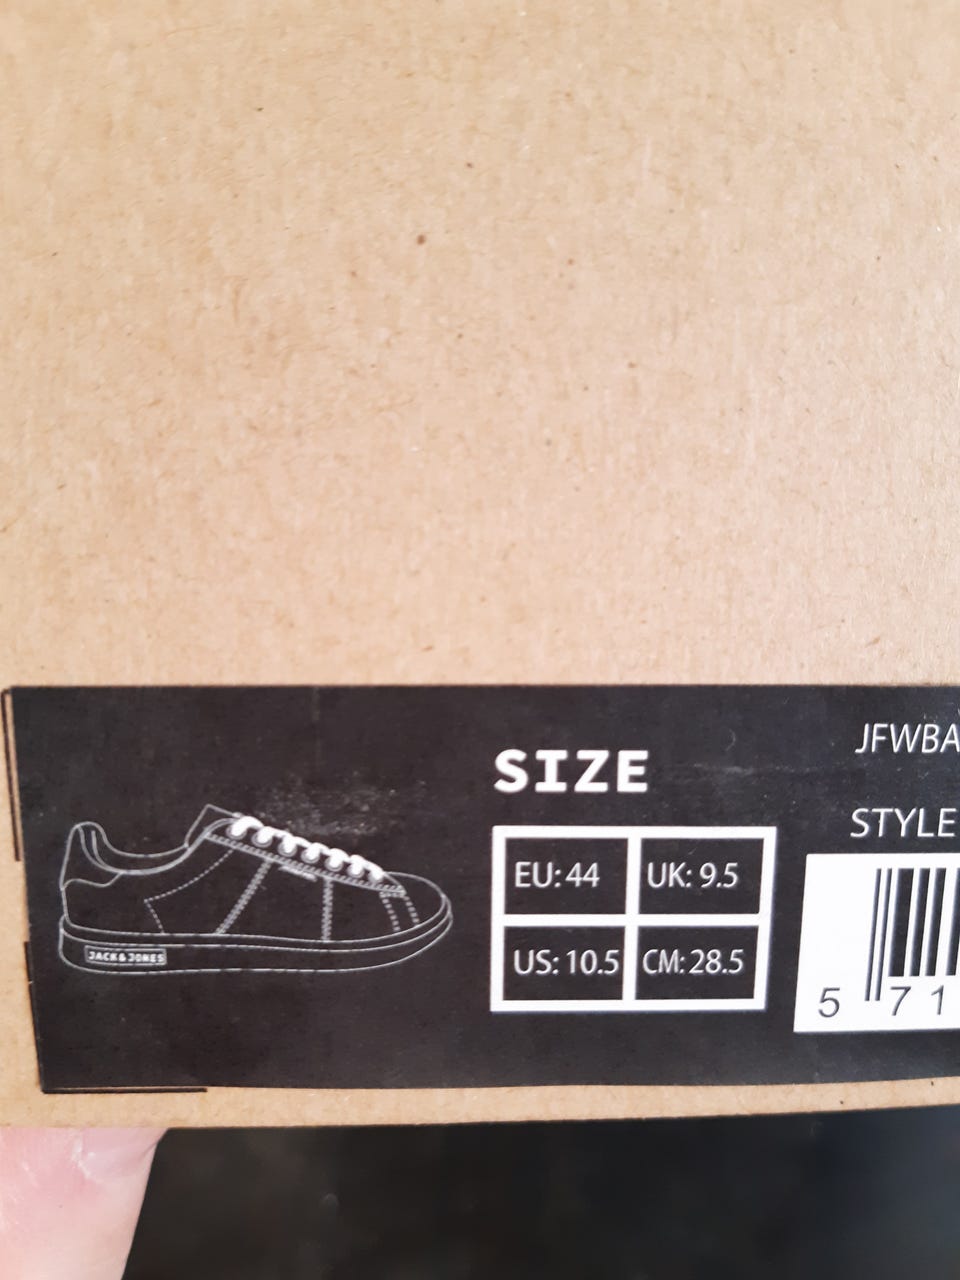 SIZE
EU: 44
UK: 9.5
US: 10.5
CM: 28.5
JACK & JONES
JFWBA
STYLE
5 71